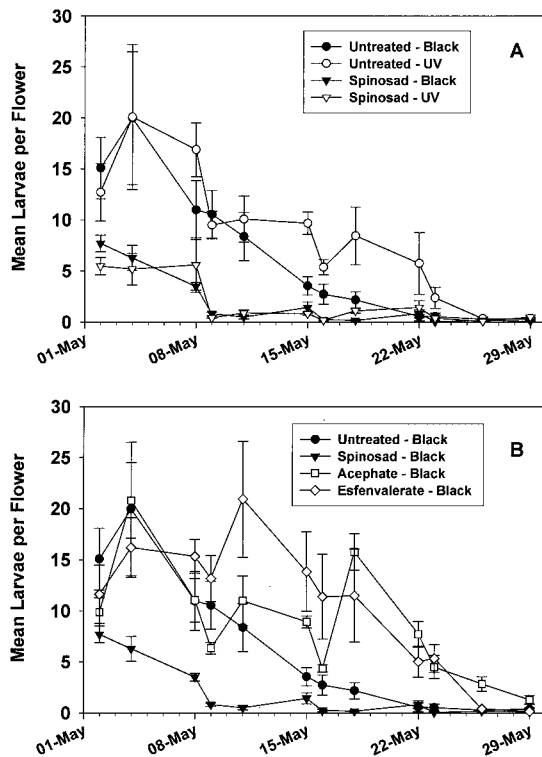 30
25
20
15
10
5
0
Mean Larvae per Flower
Untreated - Black
Untreated - UV
Spinosad - Black
Spinosad - UV
A
01-May
08-May
15-May
22-May
29-May
30
25
20
15
10
5
0
Mean Larvae per Flower
Untreated - Black
Spinosad - Black
Acephate - Black
Esfenvalerate - Black
B
01-May
08-May
15-May
22-May
29-May